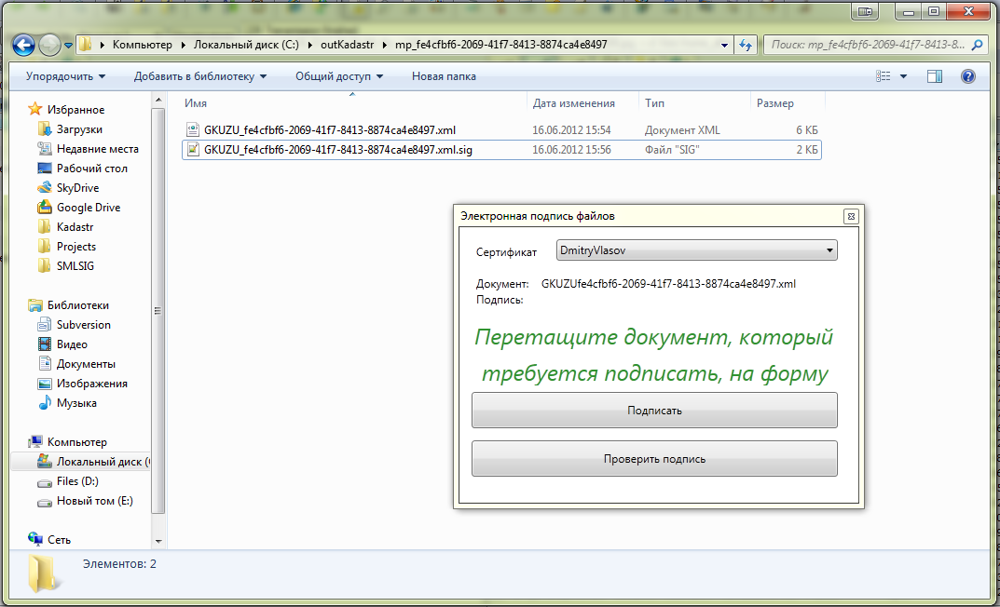 Компьютер Локальный диск (C:) outKadastr mp_fe4cfbf6-2069-41f7-8413-8874ca4e8497
Поиск: mp_fe4cfbf6-2069-41f7-8413-8...
Упорядочить Добавить в библиотеку Общий доступ Новая папка
Избранное
Загрузки
Недавние места
Рабочий стол
SkyDrive
Google Drive
Kadastr
Projects
SMLSIG
Библиотеки
Subversion
Видео
Документы
Изображения
Музыка
Компьютер
Локальный диск (
Files (D:)
Новый том (E:)
Сеть
Имя Дата изменения Тип Размер
GKUZU_fe4cfbf6-2069-41f7-8413-8874ca4e8497.xml 16.06.2012 15:54 Документ XML 6 КБ
GKUZU_fe4cfbf6-2069-41f7-8413-8874ca4e8497.xml.sig 16.06.2012 15:56 Файл "SIG" 2 КБ
Электронная подпись файлов
Сертификат DmitryVlasov
Документ: GKUZUfe4cfbf6-2069-41f7-8413-8874ca4e8497.xml
Подпись:
Перетащите документ, который
требуется подписать, на форму
Подписать
Проверить подпись
Элементов: 2